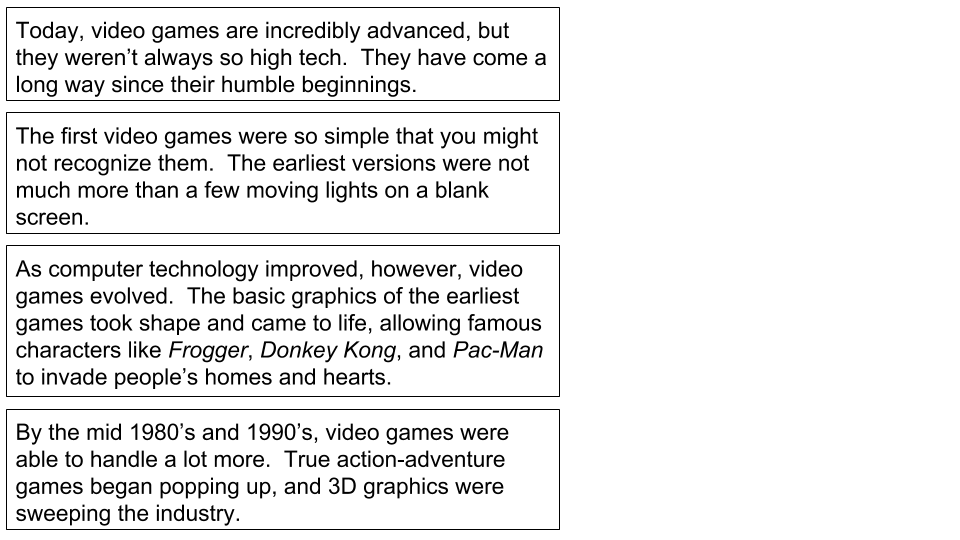 Today, video games are incredibly advanced, but
they weren’t always so high tech.  They have come a
long way since their humble beginnings.
The first video games were so simple that you might
not recognize them.  The earliest versions were not
much more than a few moving lights on a blank
screen.
As computer technology improved, however, video
games evolved.  The basic graphics of the earliest
games took shape and came to life, allowing famous
characters like Frogger, Donkey Kong, and Pac-Man
to invade people’s homes and hearts.
By the mid 1980’s and 1990’s, video games were
able to handle a lot more.  True action-adventure
games began popping up, and 3D graphics were
sweeping the industry.